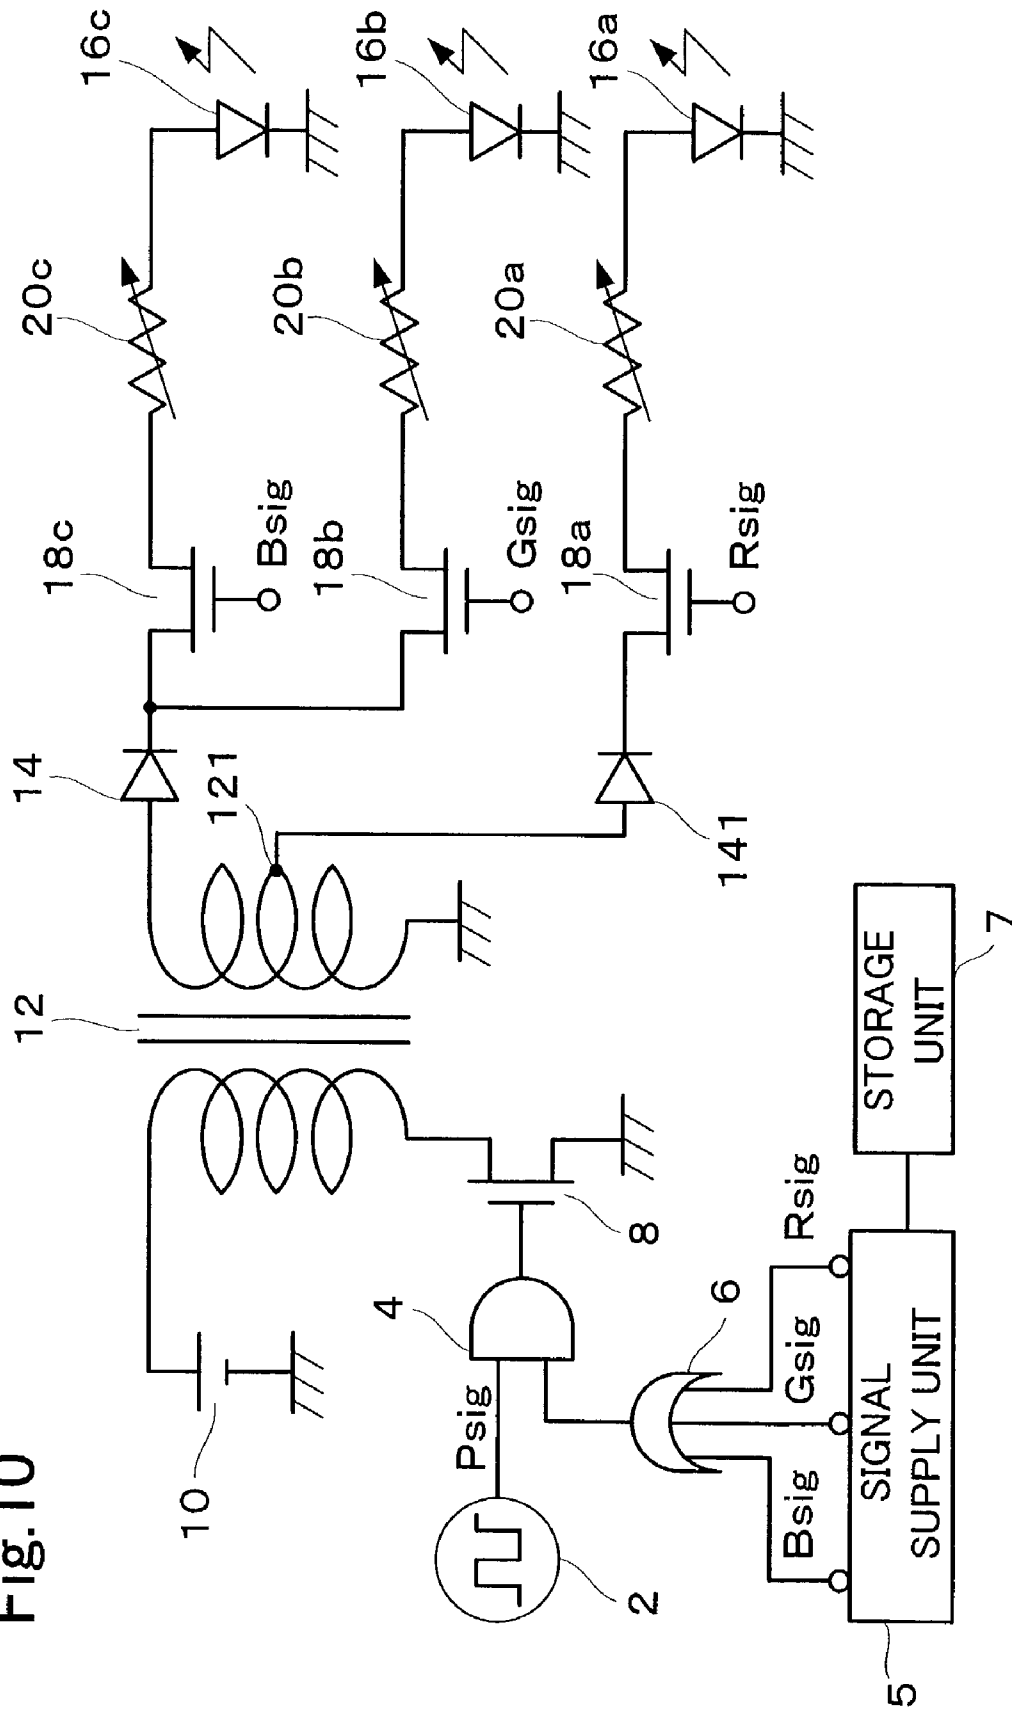 Fig.10
10
12
14
121
18c
Bsig
20c
16c
18b
Gsig
20b
16b
141
18a
Rsig
20a
16a
2
Psig
4
8
6
Bsig
Gsig
Rsig
5
SIGNAL
SUPPLY UNIT
STORAGE
UNIT
7